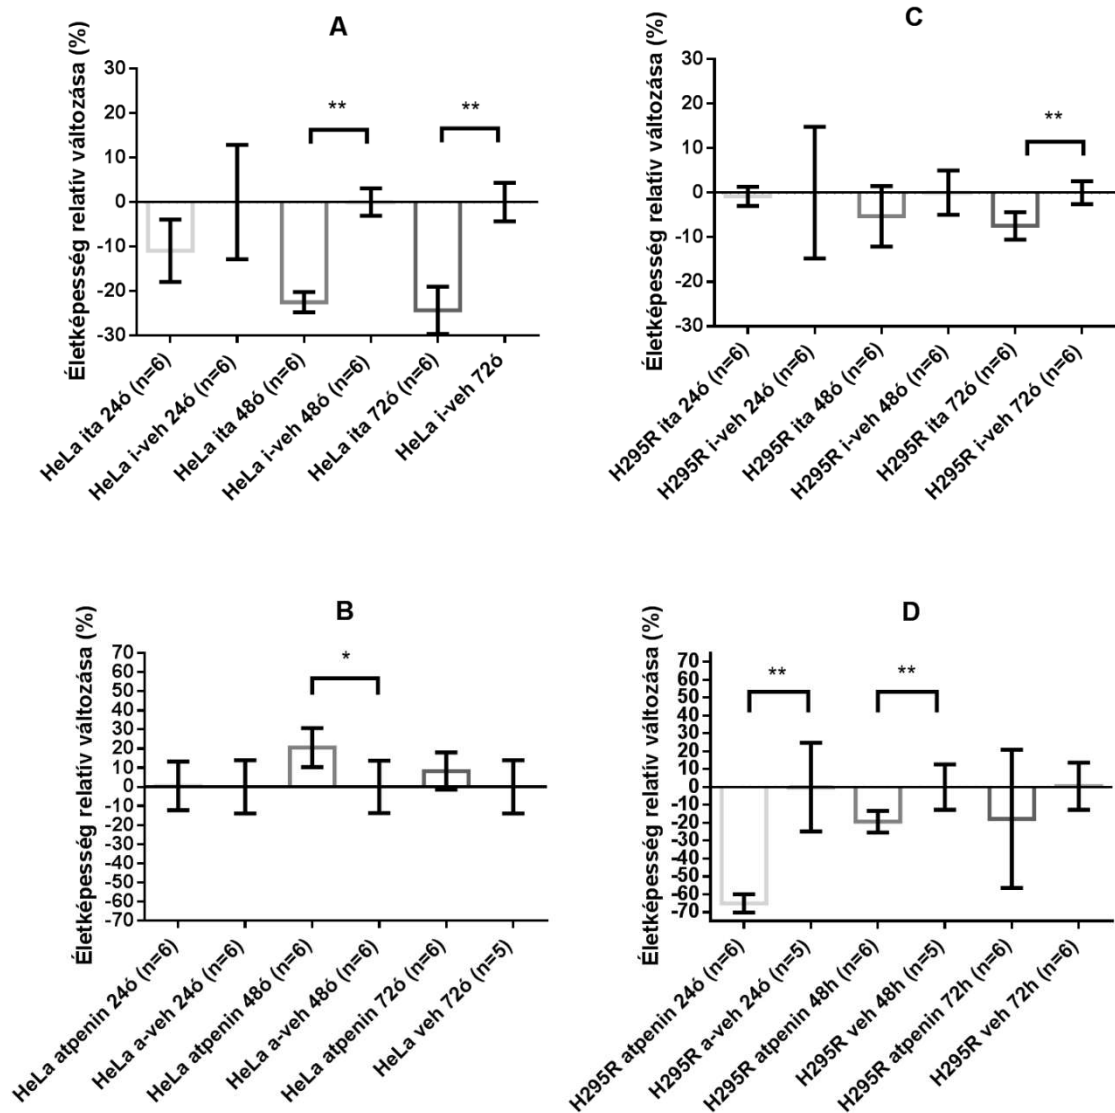 A
Életképesség relatív változása (%)
30
20
10
0
-10
-20
-30
**
**
HeLa ita 24ó (n=6)
HeLa i-veh 24ó (n=6)
HeLa ita 48ó (n=6)
HeLa i-veh 48ó (n=6)
HeLa ita 72ó (n=6)
HeLa i-veh 72ó
C
Életképesség relatív változása (%)
30
20
10
0
-10
-20
-30
**
H295R ita 24ó (n=6)
H295R i-veh 24ó (n=6)
H295R ita 48ó (n=6)
H295R i-veh 48ó (n=6)
H295R ita 72ó (n=6)
H295R i-veh 72ó (n=6)
B
Életképesség relatív változása (%)
70
60
50
40
30
20
10
0
-10
-20
-30
-40
-50
-60
-70
*
HeLa atpenin 24ó (n=6)
HeLa a-veh 24ó (n=6)
HeLa atpenin 48ó (n=6)
HeLa a-veh 48ó (n=6)
HeLa atpenin 72ó (n=6)
HeLa veh 72ó (n=5)
D
Életképesség relatív változása (%)
70
60
50
40
30
20
10
0
-10
-20
-30
-40
-50
-60
-70
**
**
H295R atpenin 24ó (n=6)
H295R a-veh 24ó (n=5)
H295R atpenin 48h (n=6)
H295R veh 48h (n=5)
H295R atpenin 72h (n=6)
H295R veh 72h (n=6)